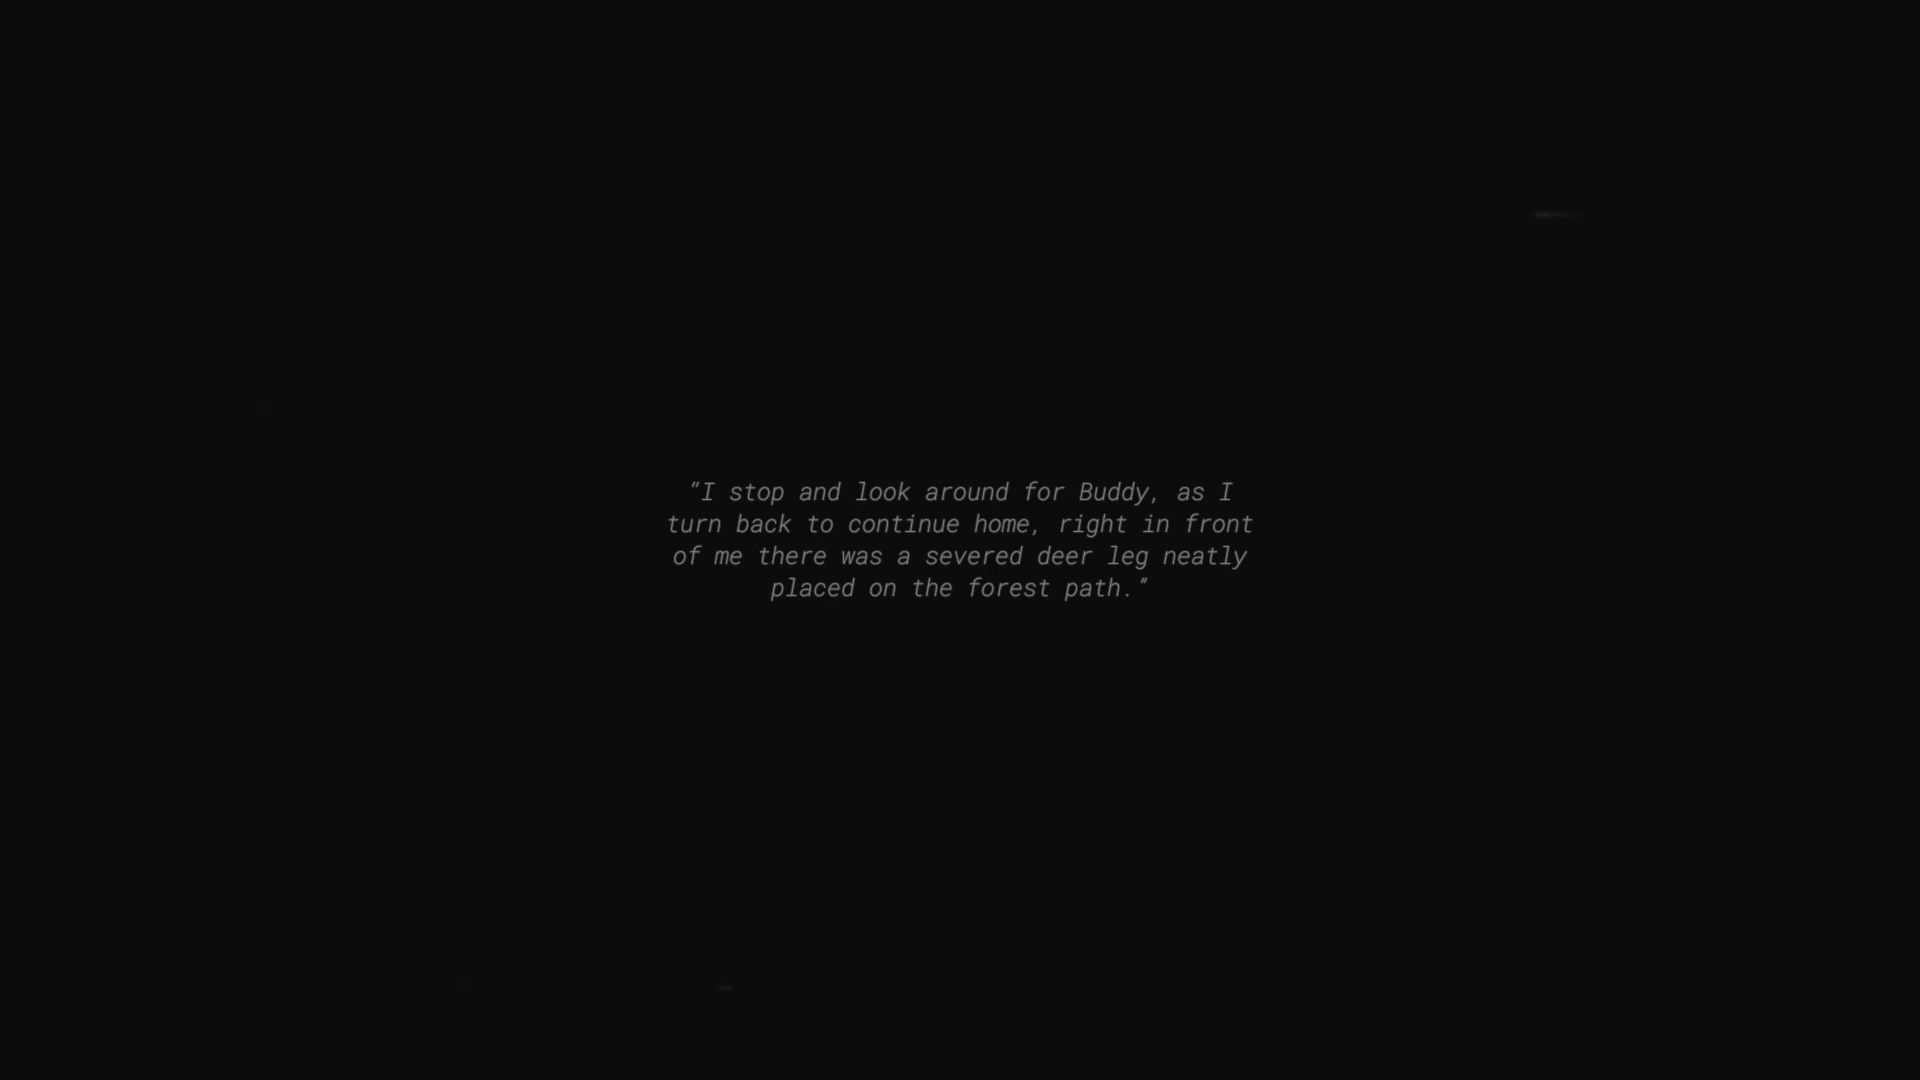 “I stop and look around for Buddy, as I
turn back to continue home, right in front
of me there was a severed deer leg neatly
placed on the forest path.”